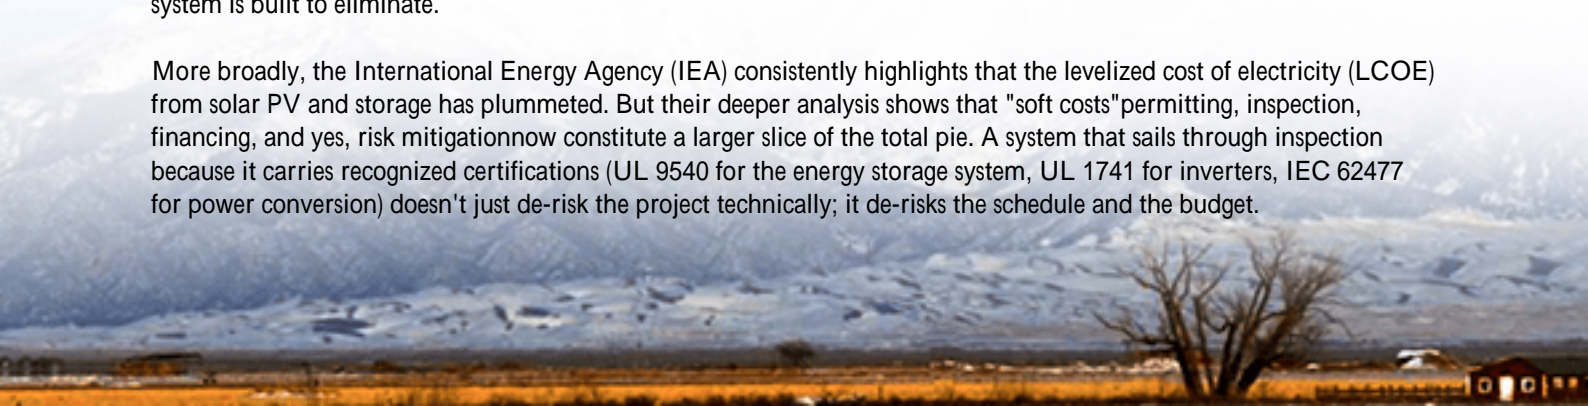 system is built to eliminate.
More broadly, the International Energy Agency (IEA) consistently highlights that the levelized cost of electricity (LCOE)
from solar PV and storage has plummeted. But their deeper analysis shows that "soft costs"permitting, inspection,
financing, and yes, risk mitigationnow constitute a larger slice of the total pie. A system that sails through inspection
because it carries recognized certifications (UL 9540 for the energy storage system, UL 1741 for inverters, IEC 62477
for power conversion) doesn't just de-risk the project technically; it de-risks the schedule and the budget.